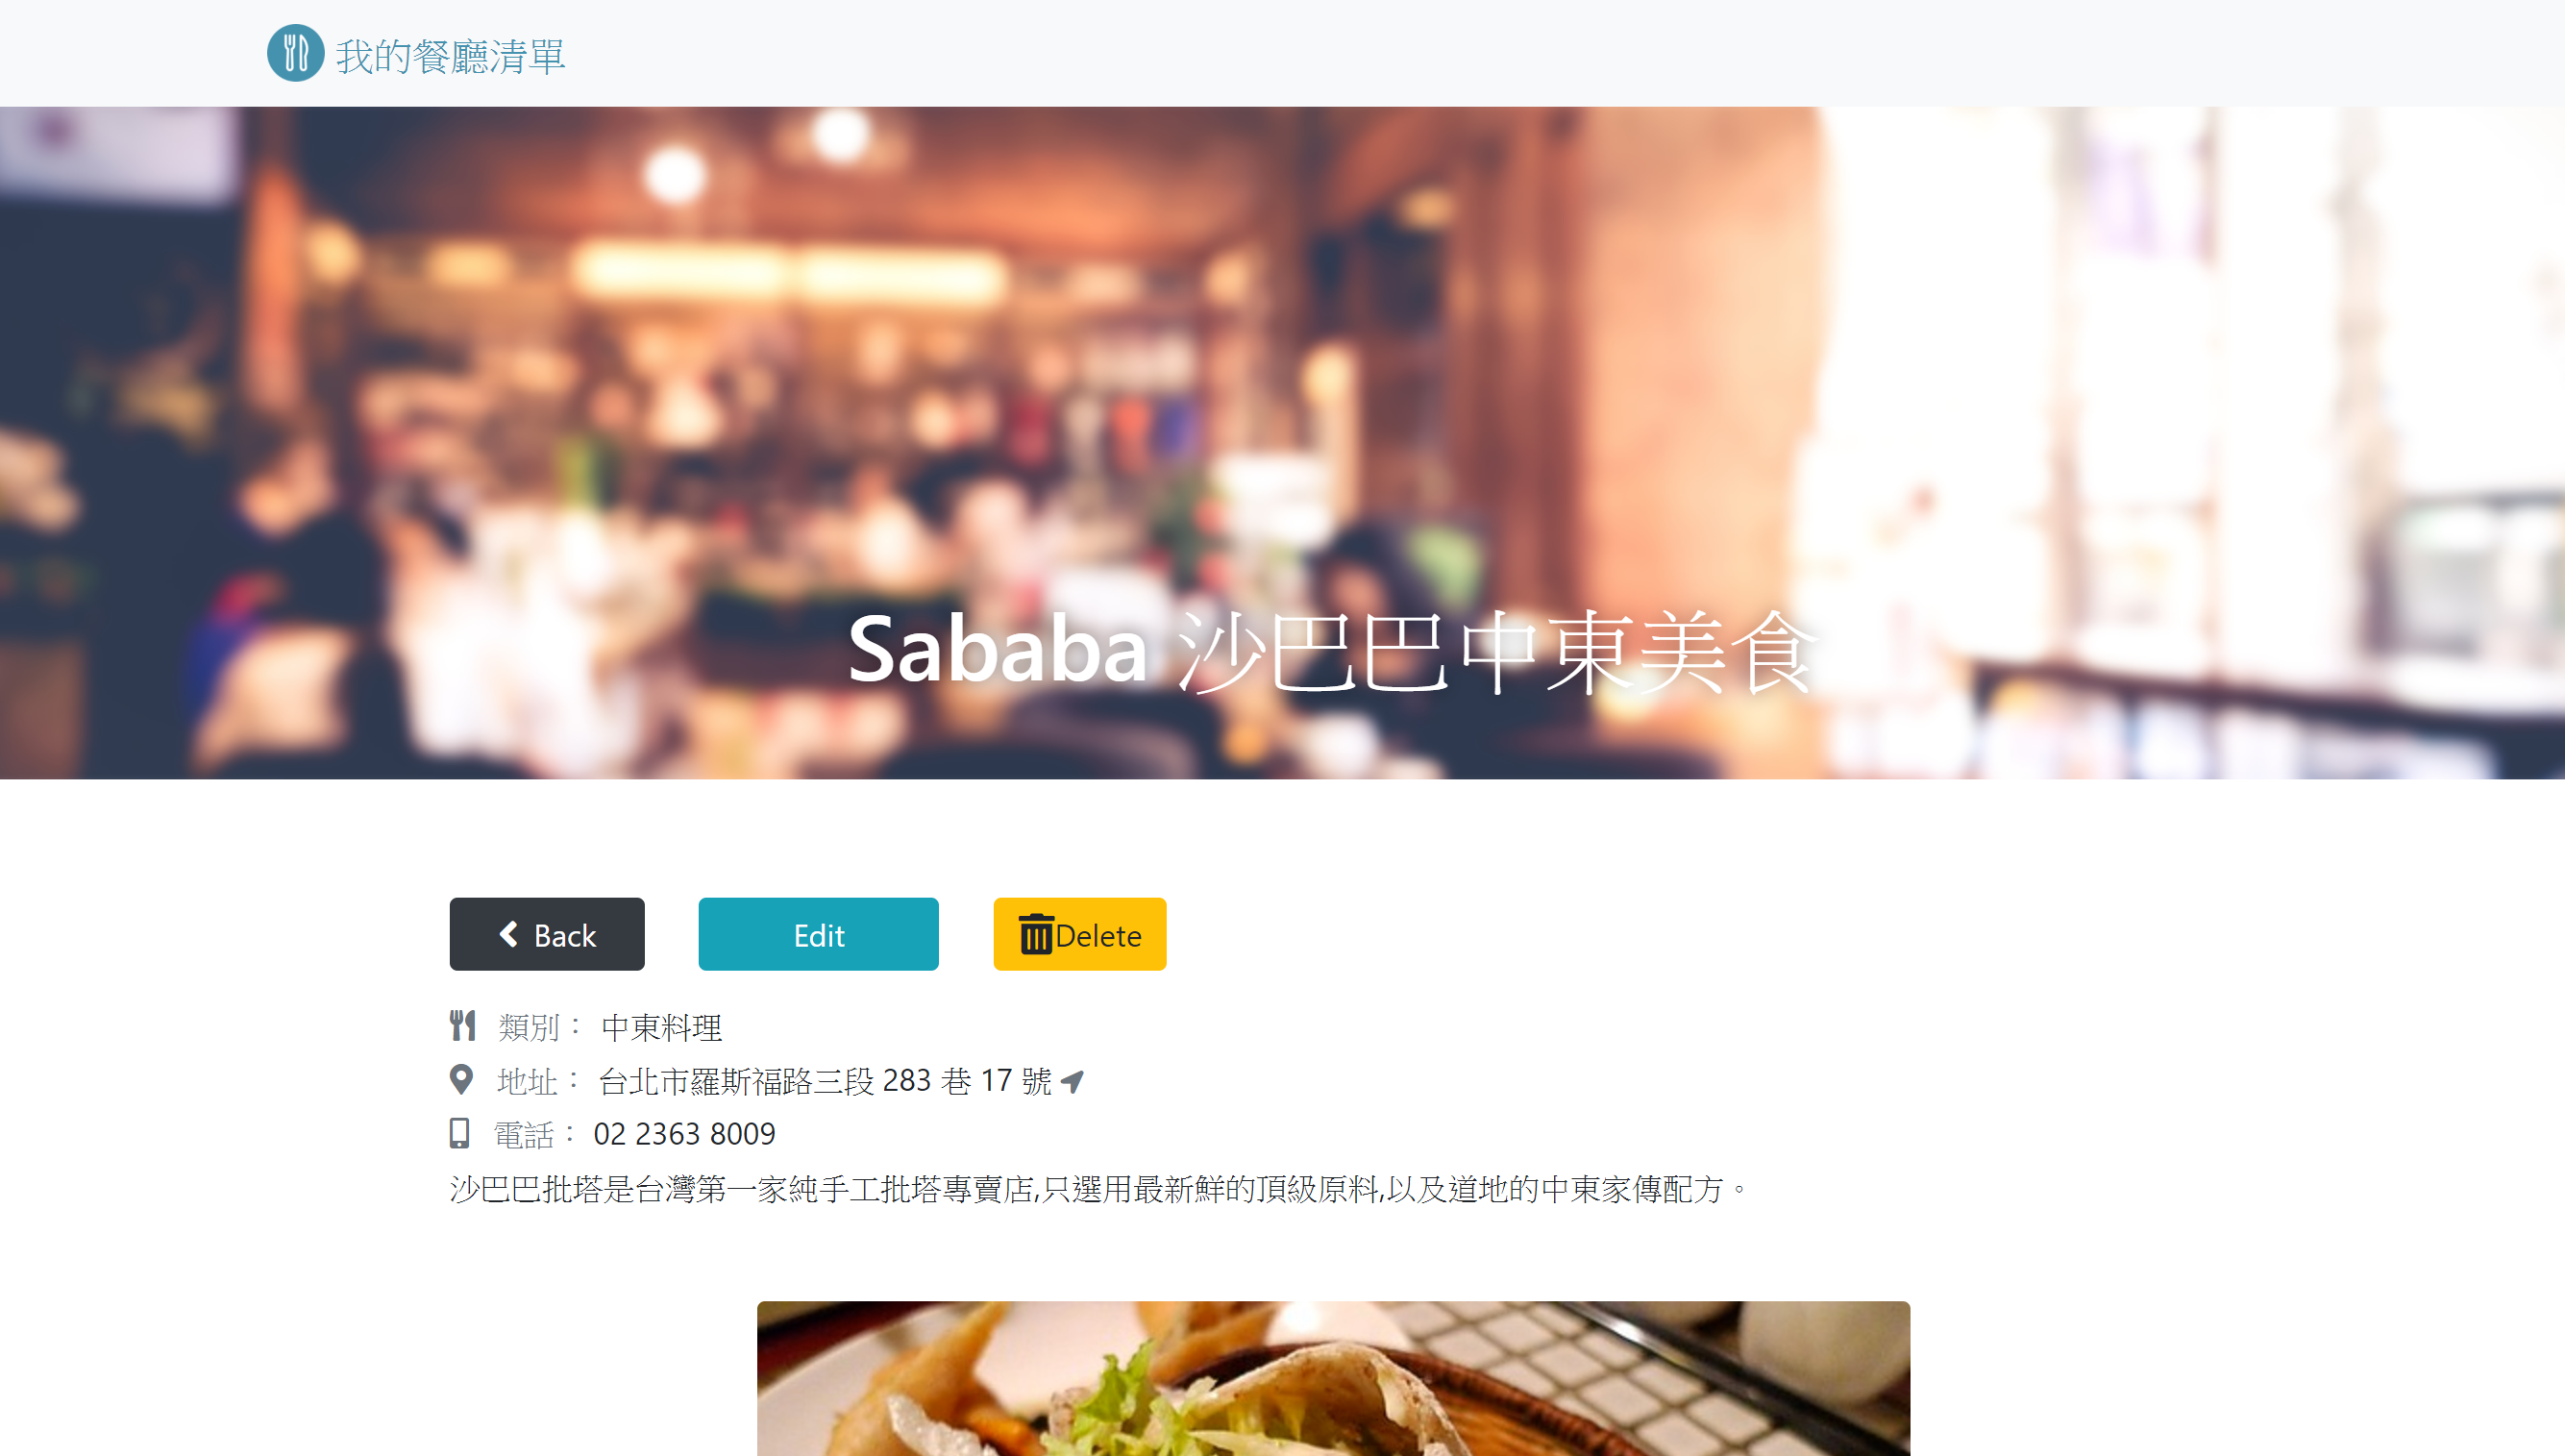 我的餐廳清單
Sababa 沙巴巴中東美食
Back
Edit
Delete
類別： 中東料理
地址： 台北市羅斯福路三段 283 巷 17 號
電話： 02 2363 8009
沙巴巴批塔是台灣第一家純手工批塔專賣店,只選用最新鮮的頂級原料,以及道地的中東家傳配方。